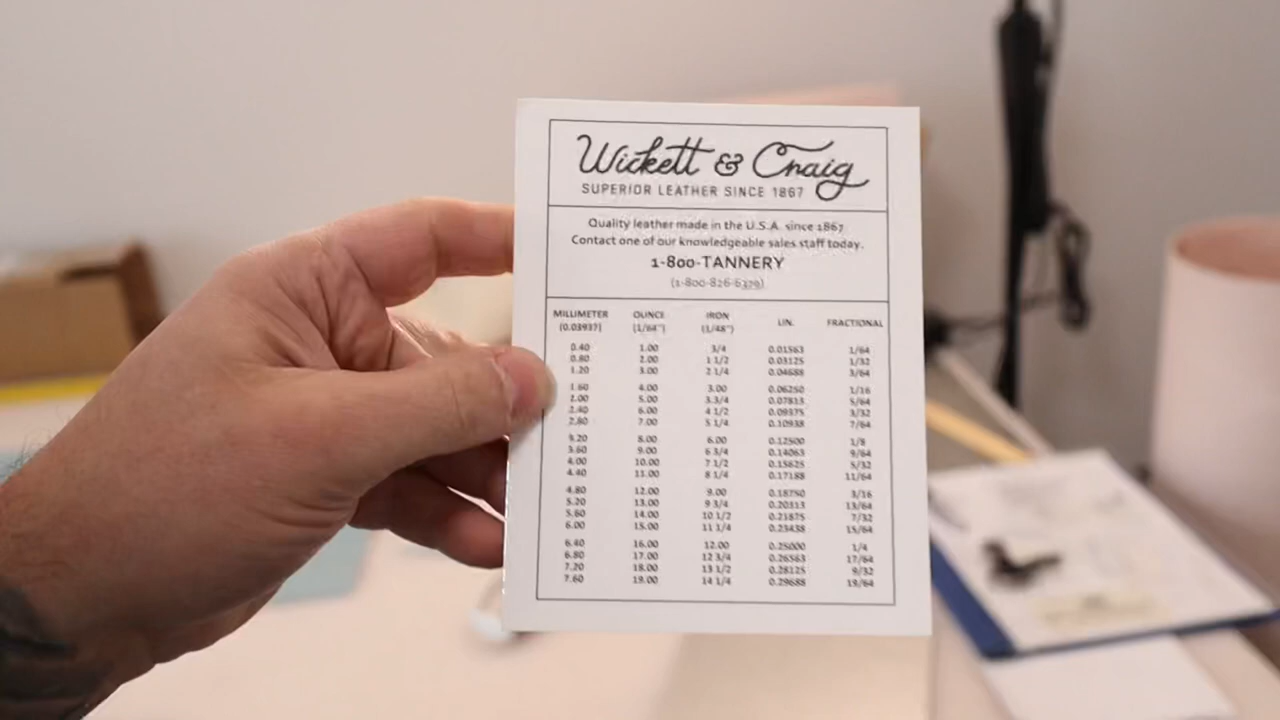 Wickett & Craig
SUPERIOR LEATHER SINCE 1867
Quality leather made in the U.S.A. since 1867
Contact one of our knowledgeable sales staff today.
1-800-TANNERY
(1-800-826-6379)
MILLIMETER OUNCE IRON LIN. FRACTIONAL
(0.03937) (1/64") (1/48")
0.40 1.00 3/4 0.01563 1/64
0.80 2.00 1 1/2 0.03125 1/32
1.20 3.00 2 1/4 0.04688 3/64
1.60 4.00 3.00 0.06250 1/16
2.00 5.00 3 3/4 0.07813 5/64
2.40 6.00 4 1/2 0.09375 3/32
2.80 7.00 5 1/4 0.10938 7/64
3.20 8.00 6.00 0.12500 1/8
3.60 9.00 6 3/4 0.14063 9/64
4.00 10.00 7 1/2 0.15625 5/32
4.40 11.00 8 1/4 0.17188 11/64
4.80 12.00 9.00 0.18750 3/16
5.20 13.00 9 3/4 0.20313 13/64
5.60 14.00 10 1/2 0.21875 7/32
6.00 15.00 11 1/4 0.23438 15/64
6.40 16.00 12.00 0.25000 1/4
6.80 17.00 12 3/4 0.26563 17/64
7.20 18.00 13 1/2 0.28125 9/32
7.60 19.00 14 1/4 0.29688 19/64